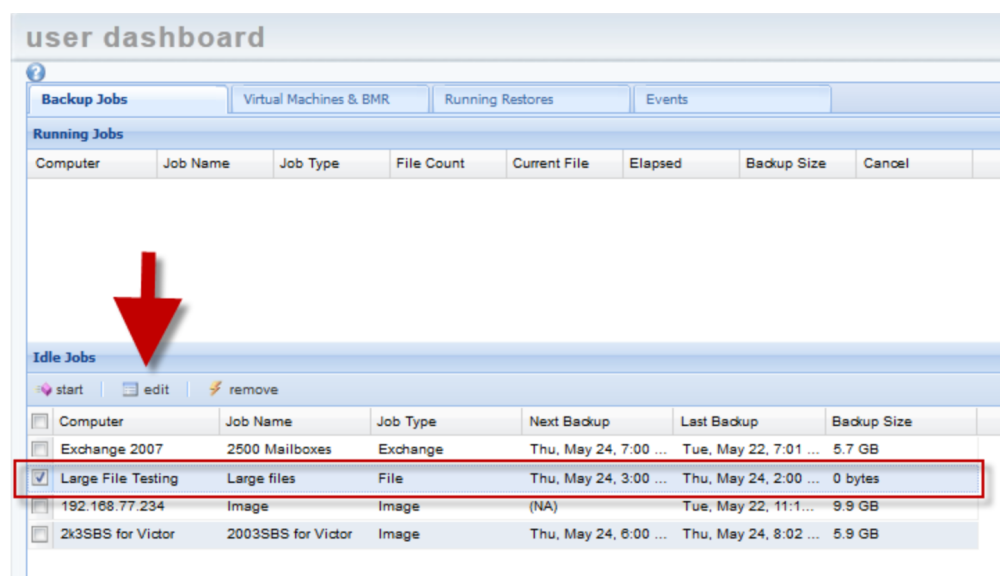 user dashboard
?
Backup Jobs Virtual Machines & BMR Running Restores Events
Running Jobs
Computer Job Name Job Type File Count Current File Elapsed Backup Size Cancel
Idle Jobs
start edit remove
Computer Job Name Job Type Next Backup Last Backup Backup Size
Exchange 2007 2500 Mailboxes Exchange Thu, May 24, 7:00 ... Tue, May 22, 7:01 ... 5.7 GB
Large File Testing Large files File Thu, May 24, 3:00 ... Thu, May 24, 2:00 ... 0 bytes
192.168.77.234 Image Image (NA) Tue, May 22, 11:1... 9.9 GB
2k3SBS for Victor 2003SBS for Victor Image Thu, May 24, 6:00 ... Thu, May 24, 8:02 ... 5.9 GB